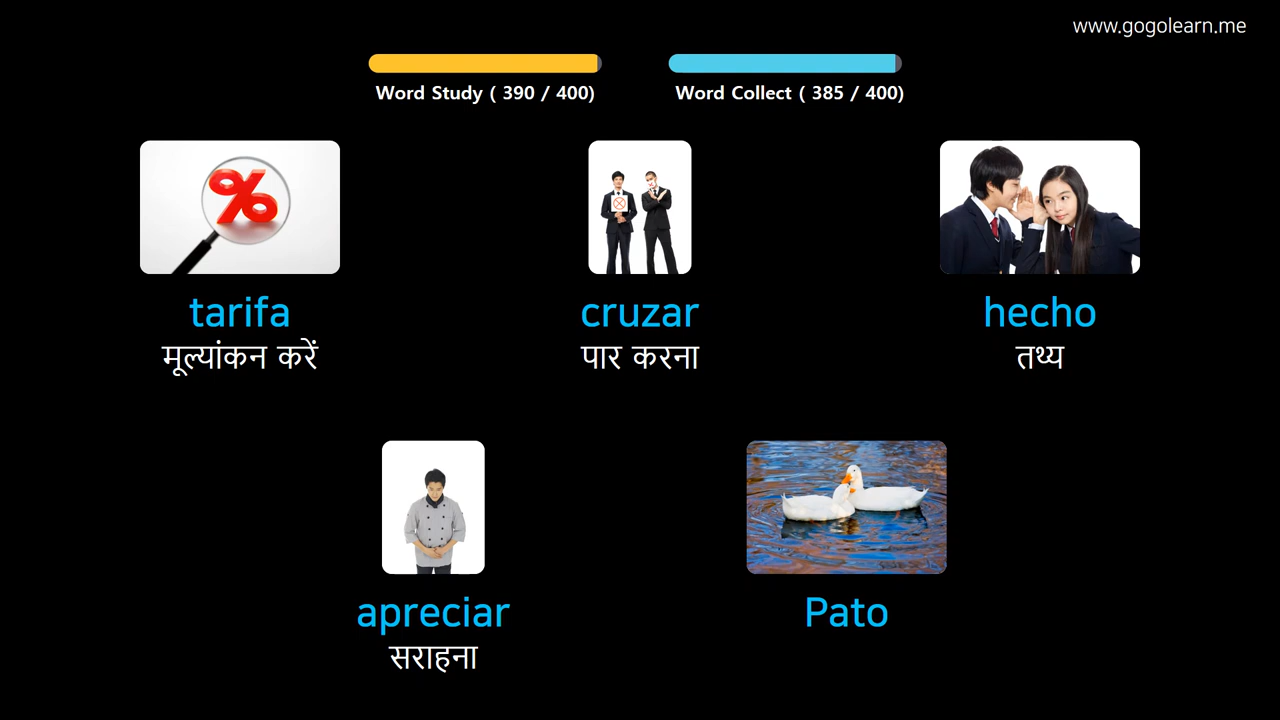 www.gogolearn.me
Word Study ( 390 / 400)
Word Collect ( 385 / 400)
%
tarifa
मूल्यांकन करें
cruzar
पार करना
hecho
तथ्य
apreciar
सराहना
Pato